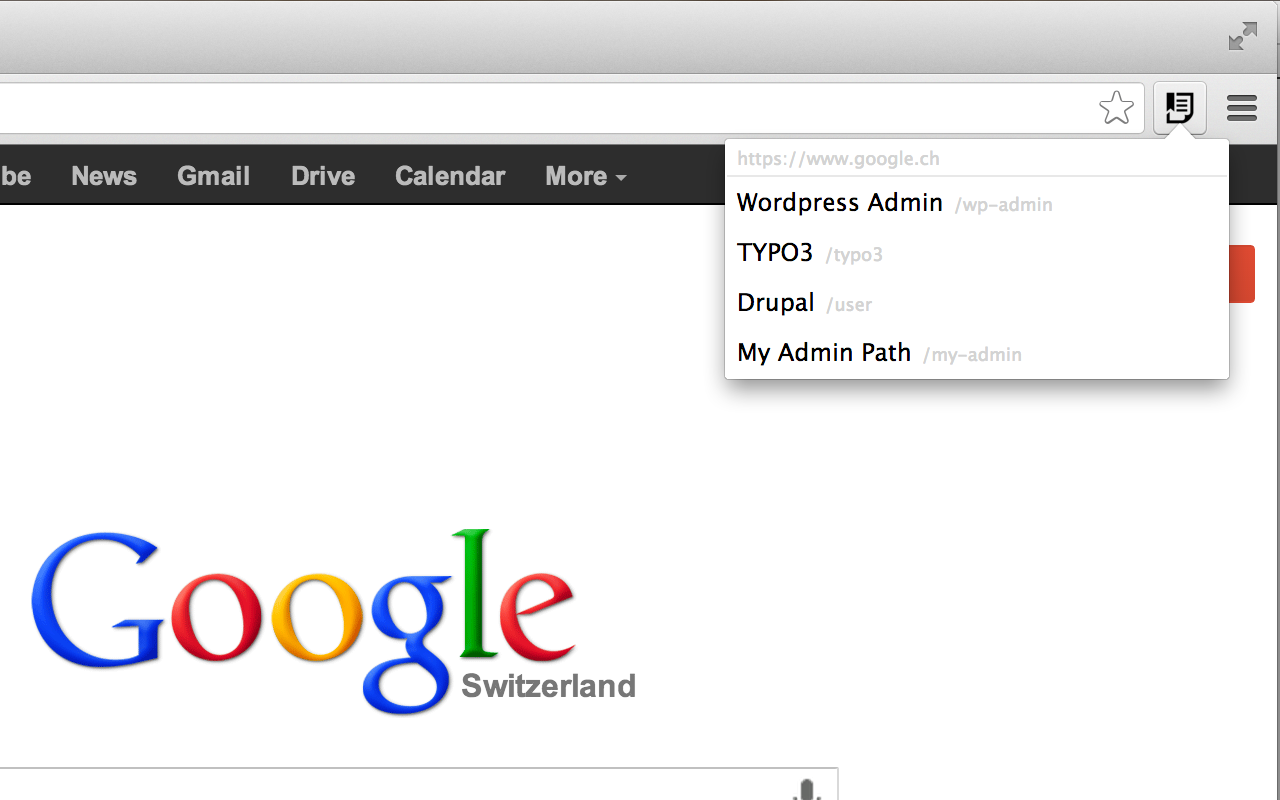 be News Gmail Drive Calendar More
https://www.google.ch
Wordpress Admin /wp-admin
TYPO3 /typo3
Drupal /user
My Admin Path /my-admin
Google
Switzerland